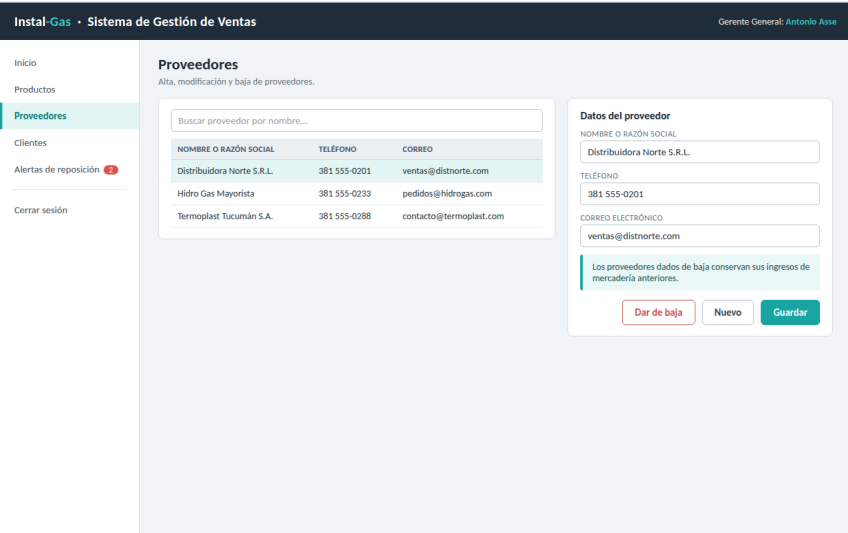 Instal-Gas · Sistema de Gestión de Ventas
Gerente General: Antonio Asse
Inicio
Productos
Proveedores
Clientes
Alertas de reposición 2
Cerrar sesión
Proveedores
Alta, modificación y baja de proveedores.
Buscar proveedor por nombre...
NOMBRE O RAZÓN SOCIAL TELÉFONO CORREO
Distribuidora Norte S.R.L. 381 555-0201 ventas@distnorte.com
Hidro Gas Mayorista 381 555-0233 pedidos@hidrogas.com
Termoplast Tucumán S.A. 381 555-0288 contacto@termoplast.com
Datos del proveedor
NOMBRE O RAZÓN SOCIAL
Distribuidora Norte S.R.L.
TELÉFONO
381 555-0201
CORREO ELECTRÓNICO
ventas@distnorte.com
Los proveedores dados de baja conservan sus ingresos de
mercadería anteriores.
Dar de baja Nuevo Guardar